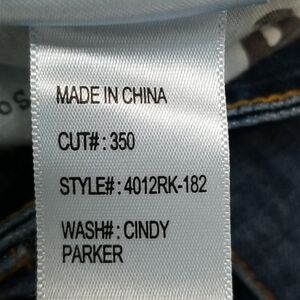 MADE IN CHINA
CUT#: 350
STYLE#: 4012RK-182
WASH#: CINDY
PARKER